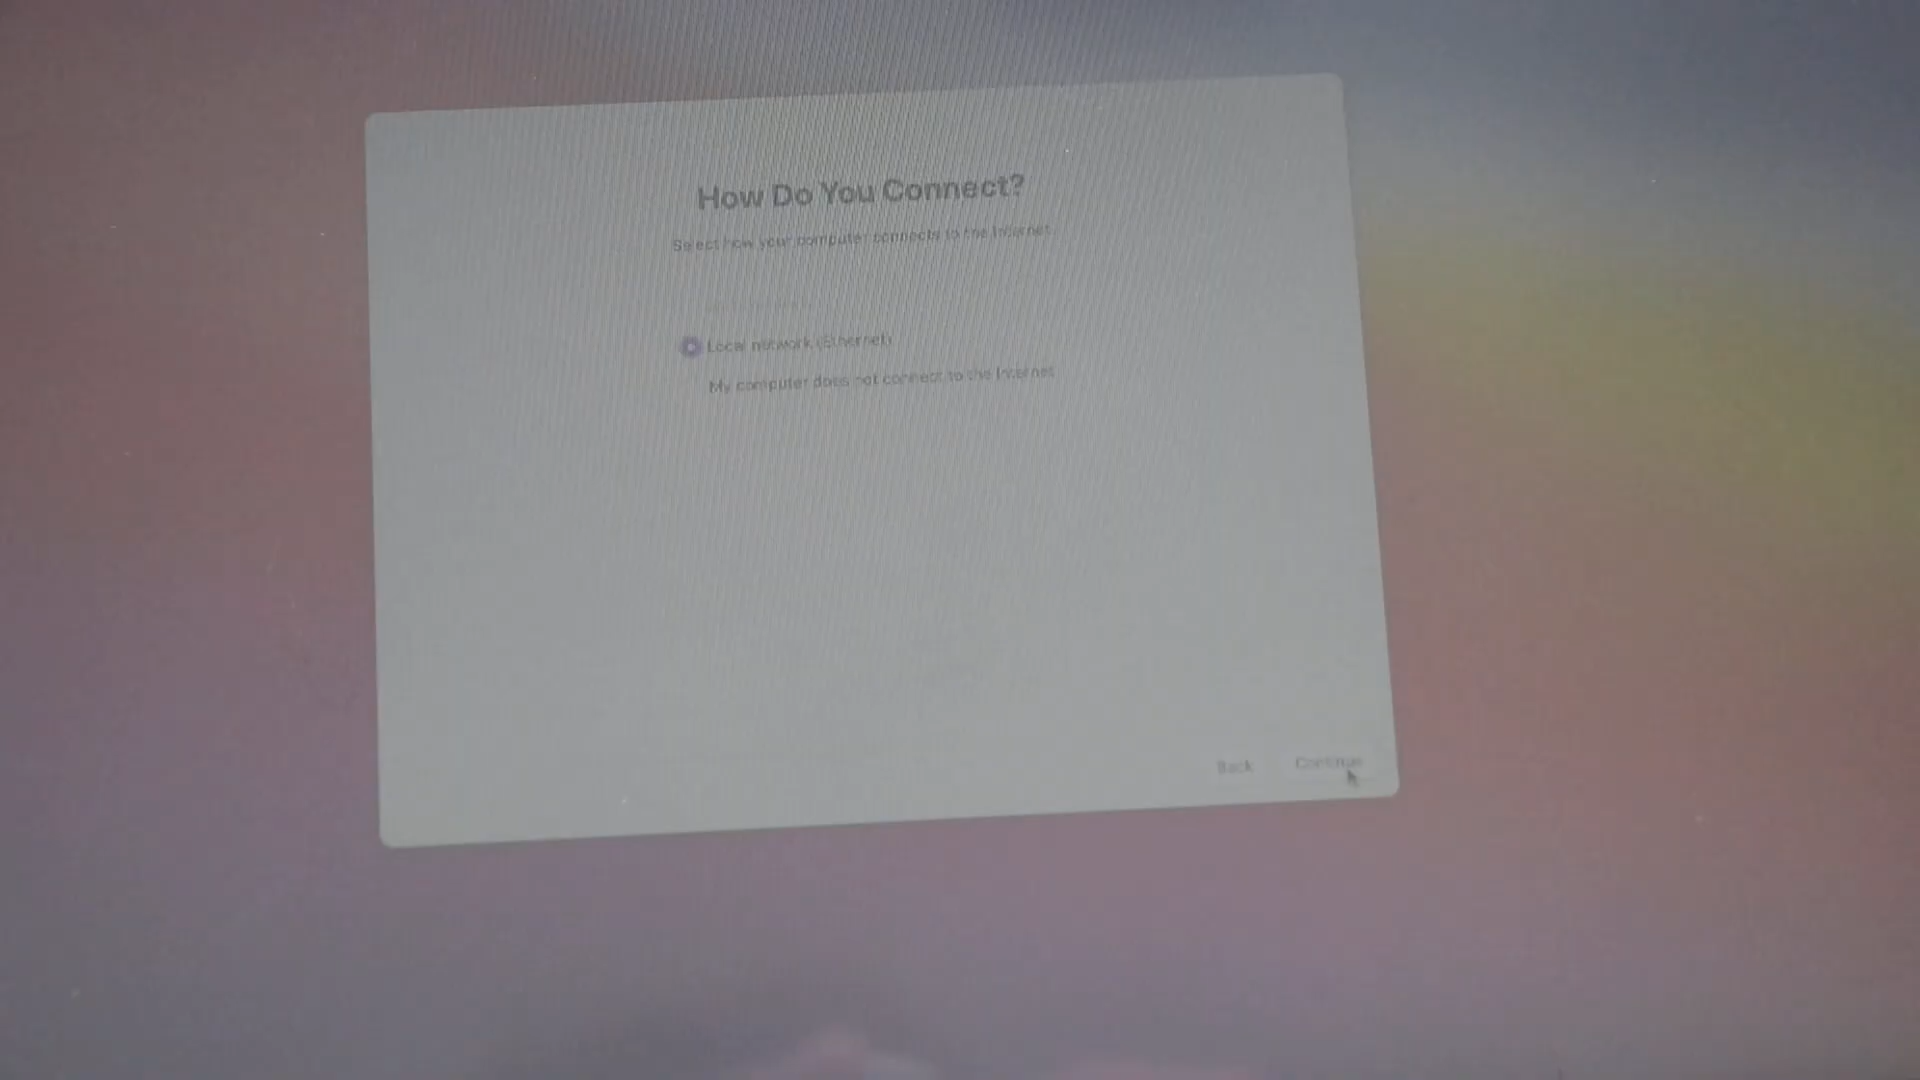 How Do You Connect?
Select how your computer connects to the Internet.
Local network (Ethernet)
My computer does not connect to the Internet
Back
Continue